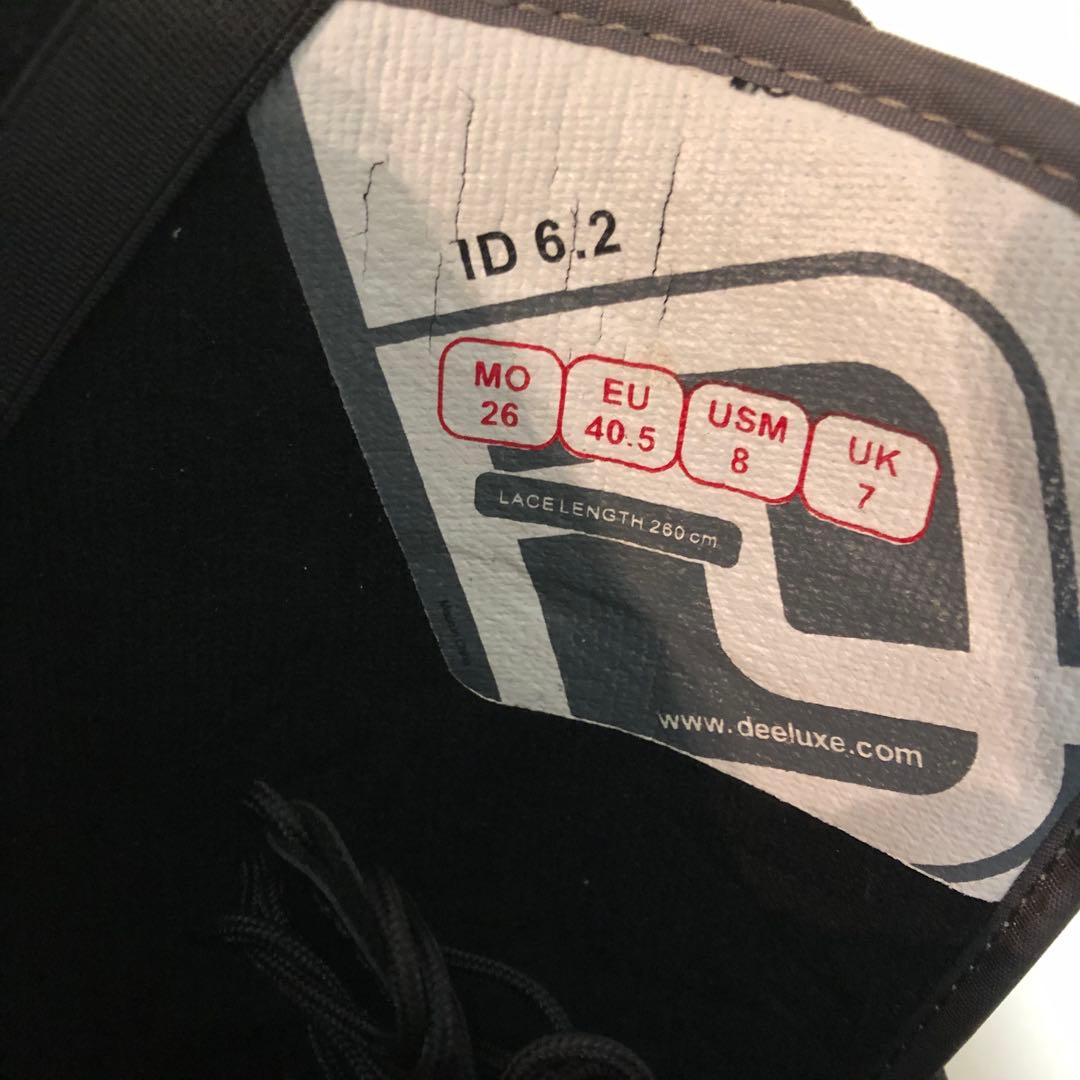 ID 6.2
MO
26
EU
40.5
USM
8
UK
7
LACE LENGTH 260 cm
www.deeluxe.com